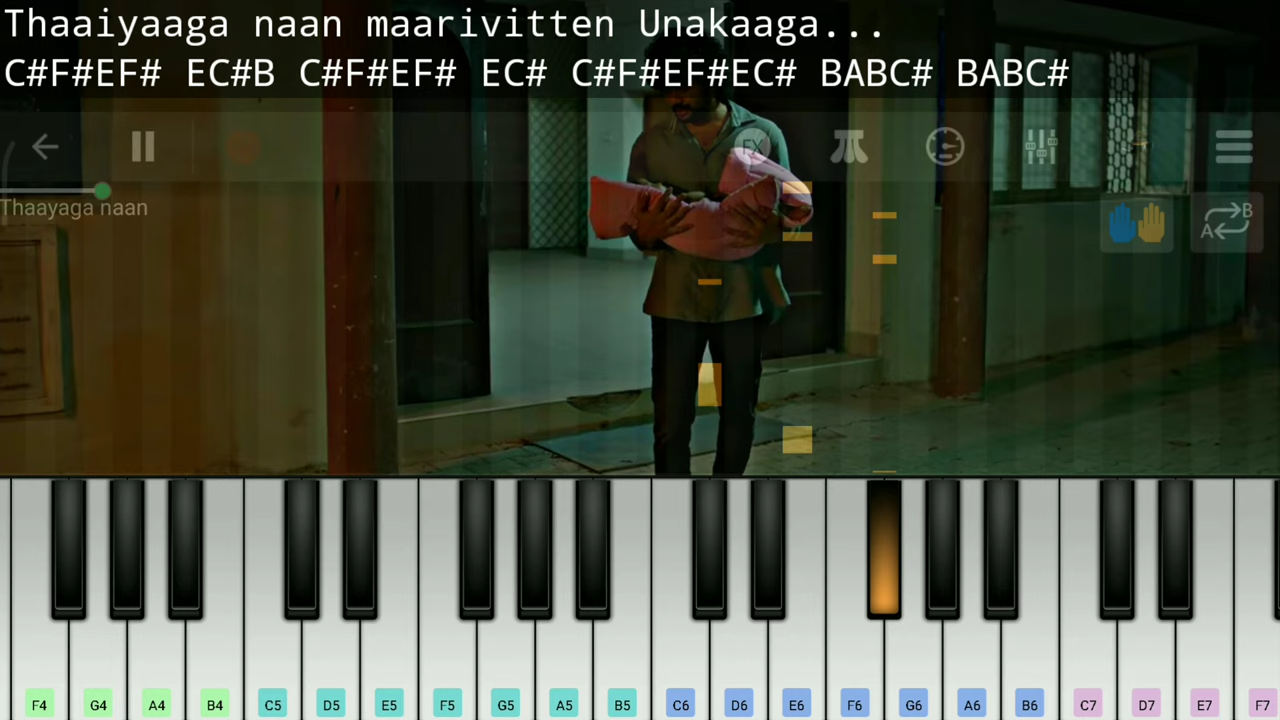 Thaaiyaaga naan maarivitten Unakaaga...
C#F#EF# EC#B C#F#EF# EC# C#F#EF#EC# BABC# BABC#
FX
Thaayaga naan
A B
F4 G4 A4 B4 C5 D5 E5 F5 G5 A5 B5 C6 D6 E6 F6 G6 A6 B6 C7 D7 E7 F7